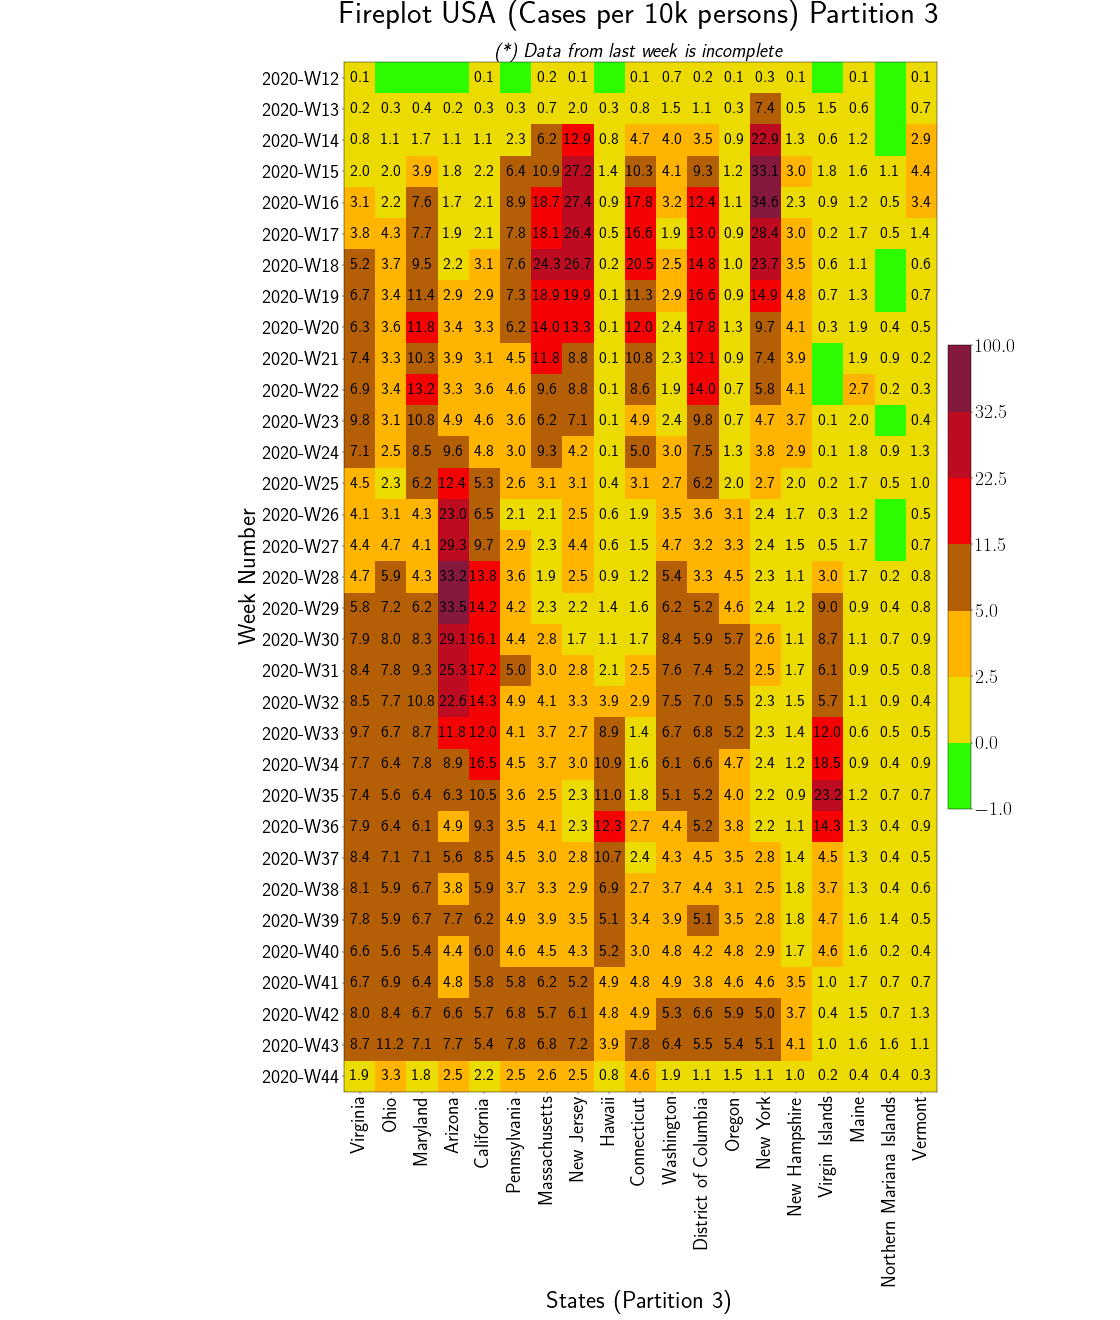 Fireplot USA (Cases per 10k persons) Partition 3
(*) Data from last week is incomplete
2020-W12 0.1 0.1 0.2 0.1 0.1 0.7 0.2 0.1 0.3 0.1 0.1 0.1
2020-W13 0.2 0.3 0.4 0.2 0.3 0.3 0.7 2.0 0.3 0.8 1.5 1.1 0.3 7.4 0.5 1.5 0.6 0.7
2020-W14 0.8 1.1 1.7 1.1 1.1 2.3 6.2 12.9 0.8 4.7 4.0 3.5 0.9 22.9 1.3 0.6 1.2 2.9
2020-W15 2.0 2.0 3.9 1.8 2.2 6.4 10.9 27.2 1.4 10.3 4.1 9.3 1.2 33.1 3.0 1.8 1.6 1.1 4.4
2020-W16 3.1 2.2 7.6 1.7 2.1 8.9 18.7 27.4 0.9 17.8 3.2 12.4 1.1 34.6 2.3 0.9 1.2 0.5 3.4
2020-W17 3.8 4.3 7.7 1.9 2.1 7.8 18.1 26.4 0.5 16.6 1.9 13.0 0.9 28.4 3.0 0.2 1.7 0.5 1.4
2020-W18 5.2 3.7 9.5 2.2 3.1 7.6 24.3 26.7 0.2 20.5 2.5 14.8 1.0 23.7 3.5 0.6 1.1 0.6
2020-W19 6.7 3.4 11.4 2.9 2.9 7.3 18.9 19.9 0.1 11.3 2.9 16.6 0.9 14.9 4.8 0.7 1.3 0.7
2020-W20 6.3 3.6 11.8 3.4 3.3 6.2 14.0 13.3 0.1 12.0 2.4 17.8 1.3 9.7 4.1 0.3 1.9 0.4 0.5
2020-W21 7.4 3.3 10.3 3.9 3.1 4.5 11.8 8.8 0.1 10.8 2.3 12.1 0.9 7.4 3.9 1.9 0.9 0.2
2020-W22 6.9 3.4 13.2 3.3 3.6 4.6 9.6 8.8 0.1 8.6 1.9 14.0 0.7 5.8 4.1 2.7 0.2 0.3
2020-W23 9.8 3.1 10.8 4.9 4.6 3.6 6.2 7.1 0.1 4.9 2.4 9.8 0.7 4.7 3.7 0.1 2.0 0.4
2020-W24 7.1 2.5 8.5 9.6 4.8 3.0 9.3 4.2 0.1 5.0 3.0 7.5 1.3 3.8 2.9 0.1 1.8 0.9 1.3
2020-W25 4.5 2.3 6.2 12.4 5.3 2.6 3.1 3.1 0.4 3.1 2.7 6.2 2.0 2.7 2.0 0.2 1.7 0.5 1.0
2020-W26 4.1 3.1 4.3 23.0 6.5 2.1 2.1 2.5 0.6 1.9 3.5 3.6 3.1 2.4 1.7 0.3 1.2 0.5
2020-W27 4.4 4.7 4.1 29.3 9.7 2.9 2.3 4.4 0.6 1.5 4.7 3.2 3.3 2.4 1.5 0.5 1.7 0.7
2020-W28 4.7 5.9 4.3 33.2 13.8 3.6 1.9 2.5 0.9 1.2 5.4 3.3 4.5 2.3 1.1 3.0 1.7 0.2 0.8
2020-W29 5.8 7.2 6.2 33.5 14.2 4.2 2.3 2.2 1.4 1.6 6.2 5.2 4.6 2.4 1.2 9.0 0.9 0.4 0.8
2020-W30 7.9 8.0 8.3 29.1 16.1 4.4 2.8 1.7 1.1 1.7 8.4 5.9 5.7 2.6 1.1 8.7 1.1 0.7 0.9
2020-W31 8.4 7.8 9.3 25.3 17.2 5.0 3.0 2.8 2.1 2.5 7.6 7.4 5.2 2.5 1.7 6.1 0.9 0.5 0.8
2020-W32 8.5 7.7 10.8 22.6 14.3 4.9 4.1 3.3 3.9 2.9 7.5 7.0 5.5 2.3 1.5 5.7 1.1 0.9 0.4
2020-W33 9.7 6.7 8.7 11.8 12.0 4.1 3.7 2.7 8.9 1.4 6.7 6.8 5.2 2.3 1.4 12.0 0.6 0.5 0.5
2020-W34 7.7 6.4 7.8 8.9 16.5 4.5 3.7 3.0 10.9 1.6 6.1 6.6 4.7 2.4 1.2 18.5 0.9 0.4 0.9
2020-W35 7.4 5.6 6.4 6.3 10.5 3.6 2.5 2.3 11.0 1.8 5.1 5.2 4.0 2.2 0.9 23.2 1.2 0.7 0.7
2020-W36 7.9 6.4 6.1 4.9 9.3 3.5 4.1 2.3 12.3 2.7 4.4 5.2 3.8 2.2 1.1 14.3 1.3 0.4 0.9
2020-W37 8.4 7.1 7.1 5.6 8.5 4.5 3.0 2.8 10.7 2.4 4.3 4.5 3.5 2.8 1.4 4.5 1.3 0.4 0.5
2020-W38 8.1 5.9 6.7 3.8 5.9 3.7 3.3 2.9 6.9 2.7 3.7 4.4 3.1 2.5 1.8 3.7 1.3 0.4 0.6
2020-W39 7.8 5.9 6.7 7.7 6.2 4.9 3.9 3.5 5.1 3.4 3.9 5.1 3.5 2.8 1.8 4.7 1.6 1.4 0.5
2020-W40 6.6 5.6 5.4 4.4 6.0 4.6 4.5 4.3 5.2 3.0 4.8 4.2 4.8 2.9 1.7 4.6 1.6 0.2 0.4
2020-W41 6.7 6.9 6.4 4.8 5.8 5.8 6.2 5.2 4.9 4.8 4.9 3.8 4.6 4.6 3.5 1.0 1.7 0.7 0.7
2020-W42 8.0 8.4 6.7 6.6 5.7 6.8 5.7 6.1 4.8 4.9 5.3 6.6 5.9 5.0 3.7 0.4 1.5 0.7 1.3
2020-W43 8.7 11.2 7.1 7.7 5.4 7.8 6.8 7.2 3.9 7.8 6.4 5.5 5.4 5.1 4.1 1.0 1.6 1.6 1.1
2020-W44 1.9 3.3 1.8 2.5 2.2 2.5 2.6 2.5 0.8 4.6 1.9 1.1 1.5 1.1 1.0 0.2 0.4 0.4 0.3
Week Number
Virginia
Ohio
Maryland
Arizona
California
Pennsylvania
Massachusetts
New Jersey
Hawaii
Connecticut
Washington
District of Columbia
Oregon
New York
New Hampshire
Virgin Islands
Maine
Northern Mariana Islands
Vermont
States (Partition 3)
100.0
32.5
22.5
11.5
5.0
2.5
0.0
−1.0